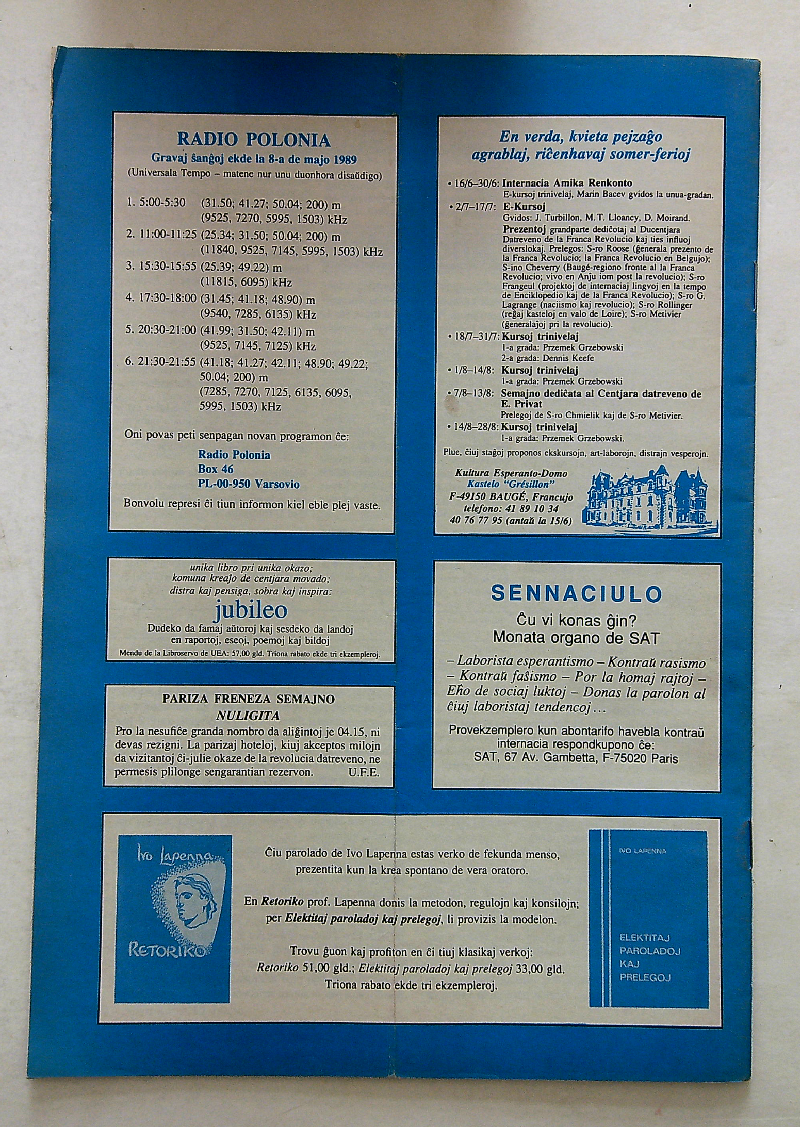 RADIO POLONIA
Gravaj ŝanĝoj ekde la 8-a de majo 1989
(Universala Tempo – matene nur unu duonhora disaŭdigo)
1. 5:00-5:30 (31.50; 41.27; 50.04; 200) m
(9525, 7270, 5995, 1503) kHz
2. 11:00-11:25 (25.34; 31.50; 50.04; 200) m
(11840, 9525, 7145, 5995, 1503) kHz
3. 15:30-15:55 (25.39; 49.22) m
(11815, 6095) kHz
4. 17:30-18:00 (31.45; 41.18; 48.90) m
(9540, 7285, 6135) kHz
5. 20:30-21:00 (41.99; 31.50; 42.11) m
(9525, 7145, 7125) kHz
6. 21:30-21:55 (41.18; 41.27; 42.11; 48.90; 49.22;
50.04; 200) m
(7285, 7270, 7125, 6135, 6095,
5995, 1503) kHz
Oni povas peti senpagan novan programon ĉe:
Radio Polonia
Box 46
PL-00-950 Varsovio
Bonvolu represi ĉi tiun informon kiel eble plej vaste.
En verda, kvieta pejzaĝo
agrablaj, riĉenhavaj somer-ferioj
• 16/6–30/6: Internacia Amika Renkonto
E-kursoj trinivelaj, Marin Bacev gvidos la unua-gradan.
• 2/7–17/7: E-Kursoj
Gvidos: J. Turbillon, M. T. Lloancy, D. Moirand.
Prezentoj grandparte dediĉotaj al Ducentjara
Datreveno de la Franca Revolucio kaj ties influoj
diverslokaj. Prelegos: S-ro Roose (ĝenerala prezento de
la Franca Revolucio; la Franca Revolucio en Belgujo);
S-ino Cheverry (Baugé-regiono fronte al la Franca
Revolucio; vivo en Anju iom post la revolucio); S-ro
Frangeul (projektoj de internaciaj lingvoj en la tempo
de Enciklopedio kaj de la Franca Revolucio); S-ro G.
Lagrange (naciismo kaj revolucio); S-ro Rollinger
(reĝaj kasteloj en valo de Loire); S-ro Metivier
(ĝeneralaĵoj pri la revolucio).
• 18/7–31/7: Kursoj trinivelaj
1-a grada: Przemek Grzebowski
2-a grada: Dennis Keefe
• 1/8–14/8: Kursoj trinivelaj
1-a grada: Przemek Grzebowski
• 7/8–13/8: Semajno dediĉata al Centjara datreveno de
E. Privat
Prelegoj de S-ro Chmielik kaj de S-ro Metivier.
• 14/8–28/8: Kursoj trinivelaj
1-a grada: Przemek Grzebowski.
Plue, ĉiuj staĝoj proponos ekskursojn, art-laborojn, distrajn vesperojn.
Kultura Esperanto-Domo
Kastelo "Grésillon"
F-49150 BAUGÉ, Francujo
telefono: 41 89 10 34
40 76 77 95 (antaŭ la 15/6)
unika libro pri unika okazo;
komuna kreaĵo de centjara movado;
distra kaj pensiga, sobra kaj inspira:
jubileo
Dudeko da famaj aŭtoroj kaj sesdeko da landoj
en raportoj, eseoj, poemoj kaj bildoj
Mendu de la Libroservo de UEA: 57,00 gld. Triona rabato ekde tri ekzempleroj.
PARIZA FRENEZA SEMAJNO
NULIGITA
Pro la nesufiĉe granda nombro da aliĝintoj je 04.15, ni
devas rezigni. La parizaj hoteloj, kiuj akceptos milojn
da vizitantoj ĉi-julie okaze de la revolucia datreveno, ne
permesis plilonge sengarantian rezervon. U.F.E.
SENNACIULO
Ĉu vi konas ĝin?
Monata organo de SAT
– Laborista esperantismo – Kontraŭ rasismo
– Kontraŭ faŝismo – Por la homaj rajtoj –
Eĥo de sociaj luktoj – Donas la parolon al
ĉiuj laboristaj tendencoj...
Provekzemplero kun abontarifo havebla kontraŭ
internacia respondkupono ĉe:
SAT, 67 Av. Gambetta, F-75020 Paris
Ivo Lapenna
RETORIKO
Ĉiu parolado de Ivo Lapenna estas verko de fekunda menso,
prezentita kun la krea spontano de vera oratoro.
En Retoriko prof. Lapenna donis la metodon, regulojn kaj konsilojn;
per Elektitaj paroladoj kaj prelegoj, li provizis la modelon.
Trovu ĝuon kaj profiton en ĉi tiuj klasikaj verkoj:
Retoriko 51,00 gld.; Elektitaj paroladoj kaj prelegoj 33,00 gld.
Triona rabato ekde tri ekzempleroj.
IVO LAPENNA
ELEKTITAJ
PAROLADOJ
KAJ
PRELEGOJ